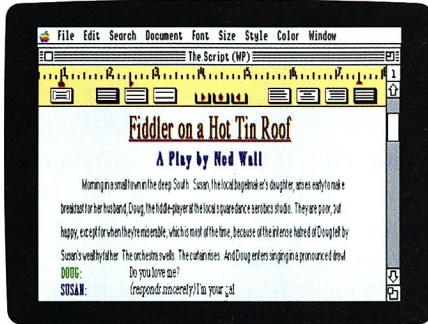 File Edit Search Document Font Size Style Color Window
The.Script (WP)
1
Fiddler on a Hot Tin Roof
A Play by Ned Wall
Morning in a small town in the deep South. Susan, the local bagelmaker's daughter, arises early to make
breakfast for her husband, Doug, the fiddle-player at the local square dance aerobics studio. They are poor, but
happy, except for when they're miserable, which is most of the time, because of the intense hatred of Doug felt by
Susan's wealthy father. The orchestra swells. The curtain rises. And Doug enters singing in a pronounced drawl.
DOUG: Do you love me?
SUSAN: (responds sincerely) I'm your gal